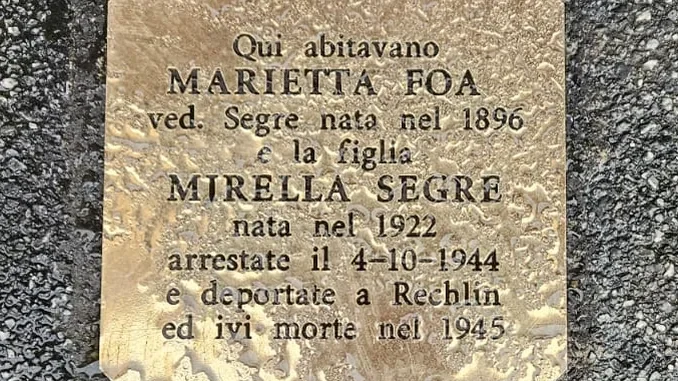 Qui abitavano
MARIETTA FOA
ved. Segre nata nel 1896
e la figlia
MIRELLA SEGRE
nata nel 1922
arrestate il 4-10-1944
e deportate a Rechlin
ed ivi morte nel 1945